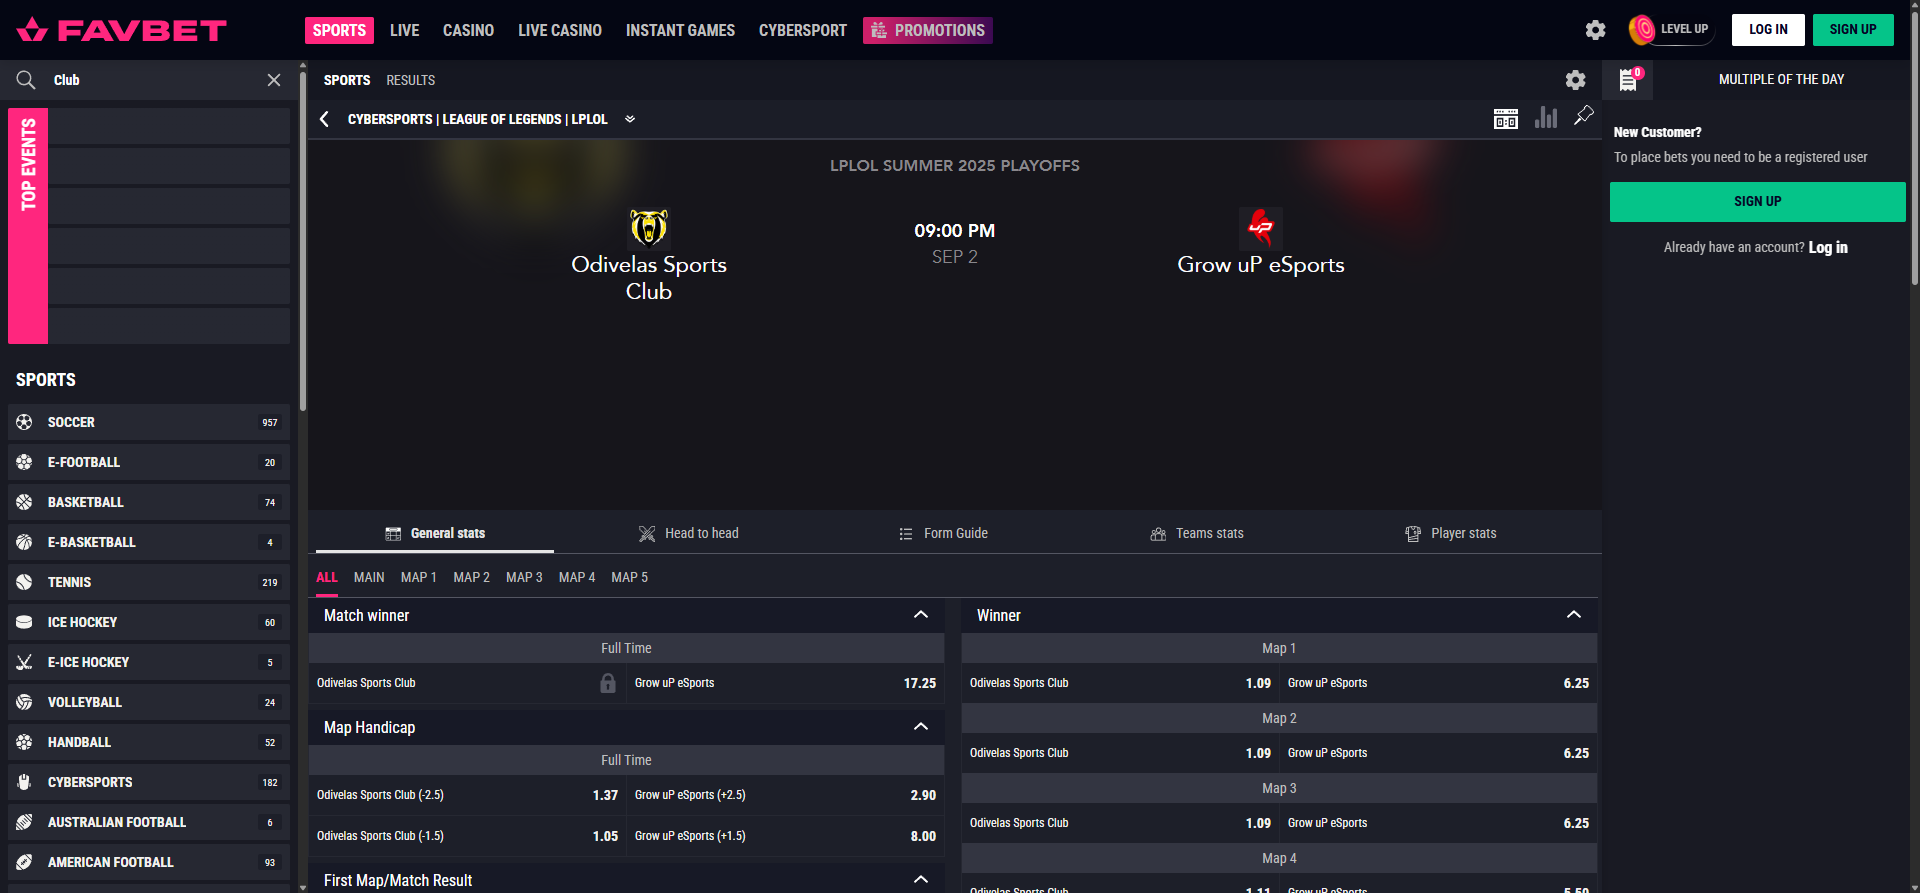 FAVBET
SPORTS
LIVE
CASINO
LIVE CASINO
INSTANT GAMES
CYBERSPORT
PROMOTIONS
LEVEL UP
LOG IN
SIGN UP
Club
TOP EVENTS
SPORTS
SOCCER 957
E-FOOTBALL 20
BASKETBALL 74
E-BASKETBALL 4
TENNIS 219
ICE HOCKEY 60
E-ICE HOCKEY 5
VOLLEYBALL 24
HANDBALL 52
CYBERSPORTS 182
AUSTRALIAN FOOTBALL 6
AMERICAN FOOTBALL 93
SPORTS
RESULTS
CYBERSPORTS | LEAGUE OF LEGENDS | LPLOL
LPLOL SUMMER 2025 PLAYOFFS
Odivelas Sports
Club
09:00 PM
SEP 2
UP
Grow uP eSports
General stats
Head to head
Form Guide
Teams stats
Player stats
ALL
MAIN
MAP 1
MAP 2
MAP 3
MAP 4
MAP 5
Match winner
Full Time
Odivelas Sports Club
Grow uP eSports 17.25
Map Handicap
Full Time
Odivelas Sports Club (-2.5) 1.37
Grow uP eSports (+2.5) 2.90
Odivelas Sports Club (-1.5) 1.05
Grow uP eSports (+1.5) 8.00
First Map/Match Result
Winner
Map 1
Odivelas Sports Club 1.09
Grow uP eSports 6.25
Map 2
Odivelas Sports Club 1.09
Grow uP eSports 6.25
Map 3
Odivelas Sports Club 1.09
Grow uP eSports 6.25
Map 4
Odivelas Sports Club 1.11
Grow uP eSports 5.50
0
MULTIPLE OF THE DAY
New Customer?
To place bets you need to be a registered user
SIGN UP
Already have an account? Log in